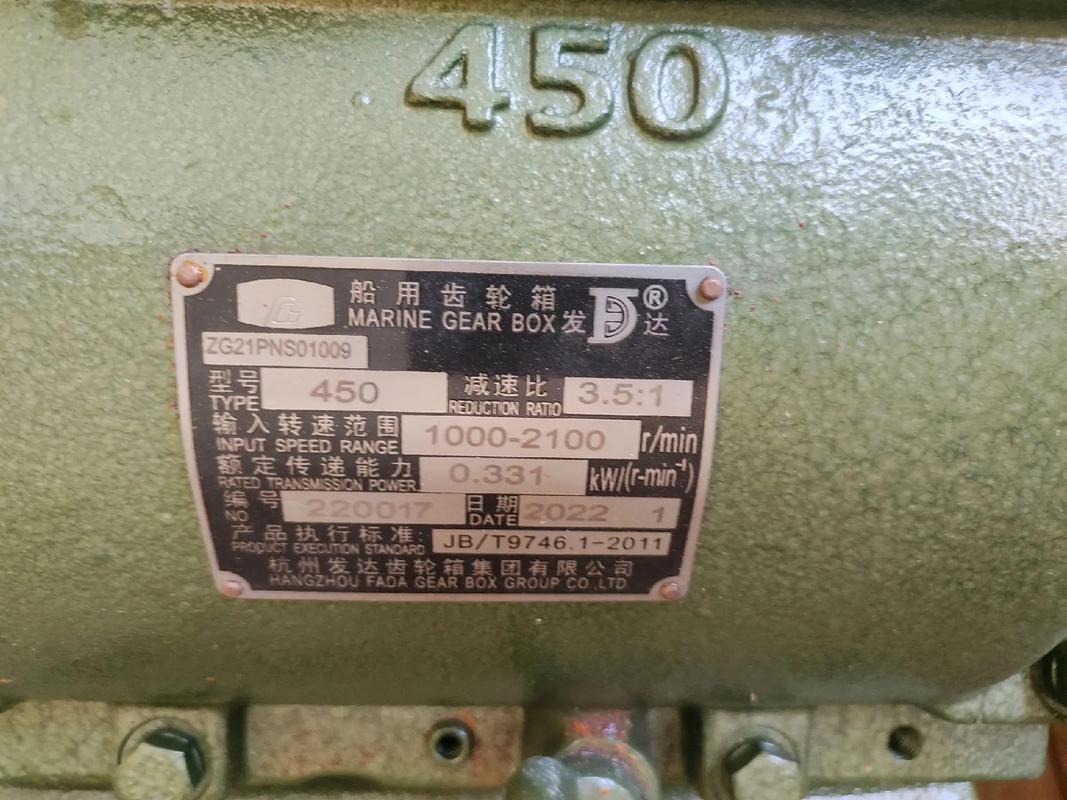 450
船用齿轮箱
MARINE GEAR BOX 发 达 ®
ZG21PNS01009
型号 TYPE 450 减速比 REDUCTION RATIO 3.5:1
输入转速范围 INPUT SPEED RANGE 1000-2100 r/min
额定传递能力 RATED TRANSMISSION POWER 0.331 kW/(r·min⁻¹)
编号 NO 220017 日期 DATE 2022 1
产品执行标准: PRODUCT EXECUTION STANDARD JB/T9746.1-2011
杭州发达齿轮箱集团有限公司
HANGZHOU FADA GEAR BOX GROUP CO.,LTD.